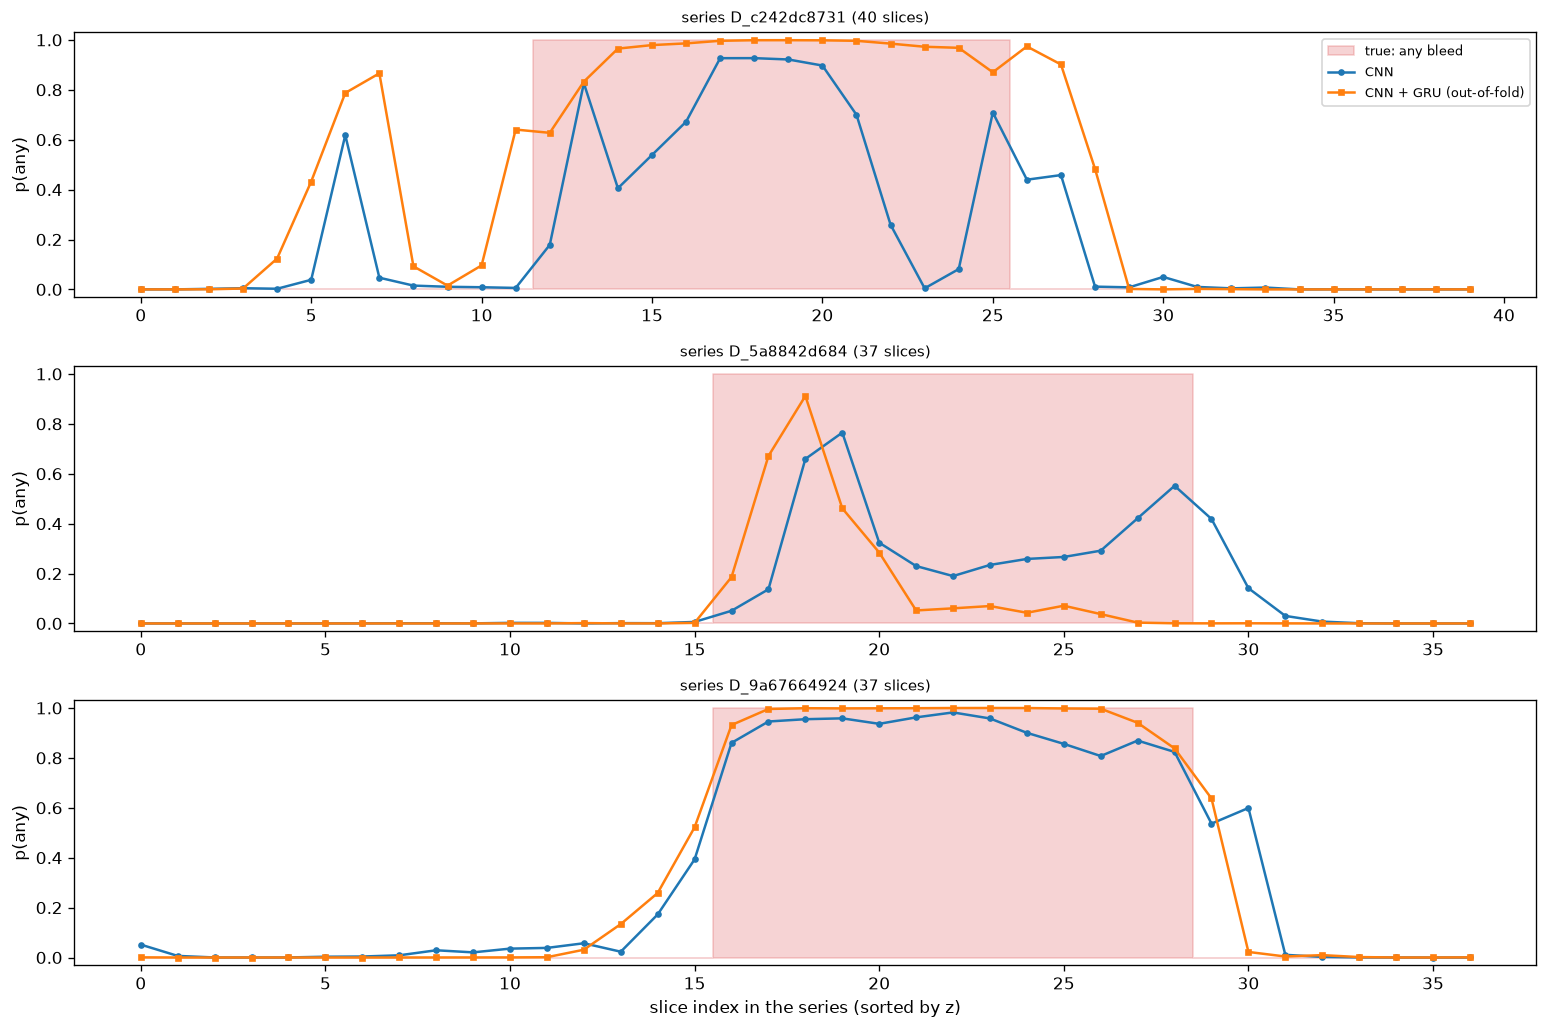 series D_c242dc8731 (40 slices)
p(any)
1.0
0.8
0.6
0.4
0.2
0.0
true: any bleed
CNN
CNN + GRU (out-of-fold)
0 5 10 15 20 25 30 35 40
series D_5a8842d684 (37 slices)
p(any)
1.0
0.8
0.6
0.4
0.2
0.0
0 5 10 15 20 25 30 35
series D_9a67664924 (37 slices)
p(any)
1.0
0.8
0.6
0.4
0.2
0.0
0 5 10 15 20 25 30 35
slice index in the series (sorted by z)